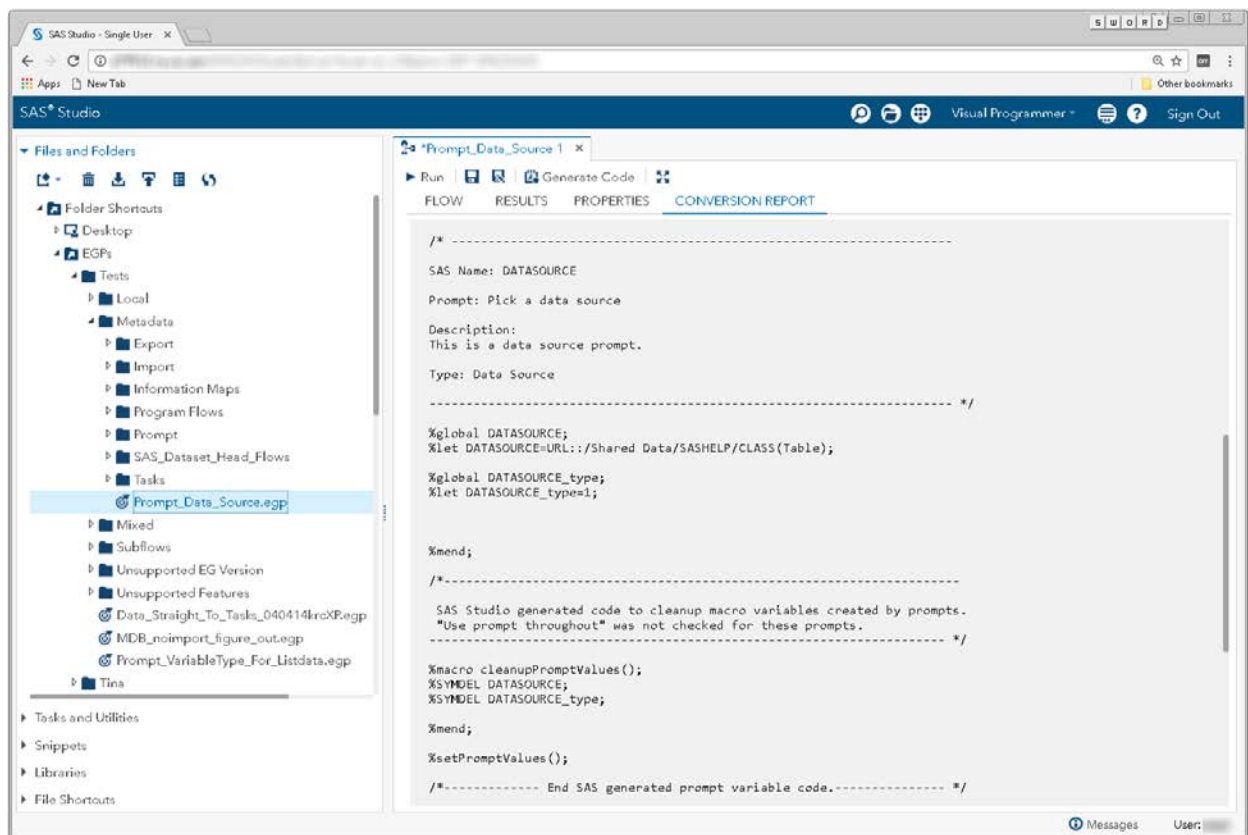 SAS Studio - Single User
S W O R D
Apps New Tab
Other bookmarks
SAS® Studio
Visual Programmer
Sign Out
Files and Folders
Folder Shortcuts
Desktop
EGPs
Tests
Local
Metadata
Export
Import
Information Maps
Program Flows
Prompt
SAS_Dataset_Head_Flows
Tasks
Prompt_Data_Source.egp
Mixed
Subflows
Unsupported EG Version
Unsupported Features
Data_Straight_To_Tasks_040414krcXP.egp
MDB_noimport_figure_out.egp
Prompt_VariableType_For_Listdata.egp
Tina
Tasks and Utilities
Snippets
Libraries
File Shortcuts
*Prompt_Data_Source 1
Run Generate Code
FLOW RESULTS PROPERTIES CONVERSION REPORT
/* ---------------------------------------------------------------------
SAS Name: DATASOURCE
Prompt: Pick a data source
Description:
This is a data source prompt.
Type: Data Source
------------------------------------------------------------------------ */
%global DATASOURCE;
%let DATASOURCE=URL::/Shared Data/SASHELP/CLASS(Table);
%global DATASOURCE_type;
%let DATASOURCE_type=1;
%mend;
/*-----------------------------------------------------------------------
SAS Studio generated code to cleanup macro variables created by prompts.
"Use prompt throughout" was not checked for these prompts.
----------------------------------------------------------------------- */
%macro cleanupPromptValues();
%SYMDEL DATASOURCE;
%SYMDEL DATASOURCE_type;
%mend;
%setPromptValues();
/*------------- End SAS generated prompt variable code.--------------- */
Messages User: